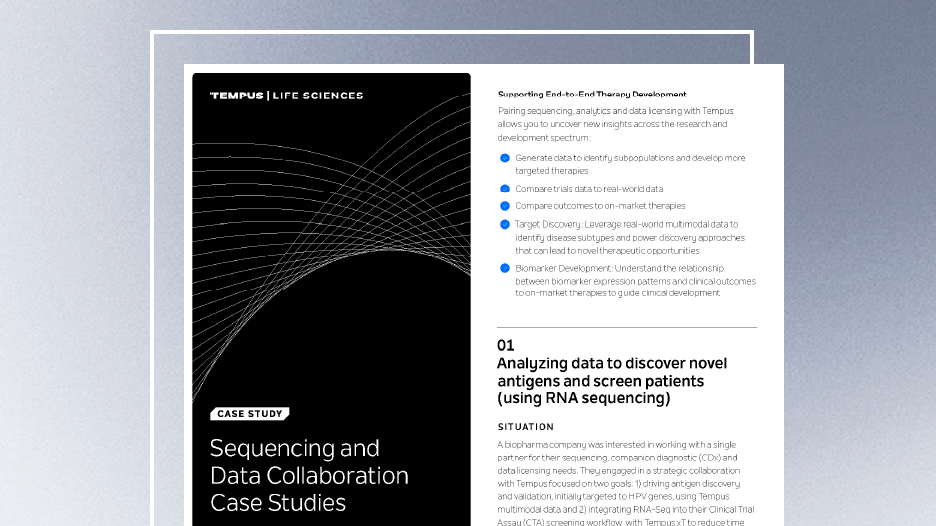 TEMPUS | LIFE SCIENCES
CASE STUDY
Sequencing and
Data Collaboration
Case Studies
Supporting End-to-End Therapy Development
Pairing sequencing, analytics and data licensing with Tempus
allows you to uncover new insights across the research and
development spectrum:
Generate data to identify subpopulations and develop more
targeted therapies
Compare trials data to real-world data
Compare outcomes to on-market therapies
Target Discovery: Leverage real-world multimodal data to
identify disease subtypes and power discovery approaches
that can lead to novel therapeutic opportunities
Biomarker Development: Understand the relationship
between biomarker expression patterns and clinical outcomes
to on-market therapies to guide clinical development
01
Analyzing data to discover novel
antigens and screen patients
(using RNA sequencing)
SITUATION
A biopharma company was interested in working with a single
partner for their sequencing, companion diagnostic (CDx) and
data licensing needs. They engaged in a strategic collaboration
with Tempus focused on two goals: 1) driving antigen discovery
and validation, initially targeted to HPV genes, using Tempus
multimodal data and 2) integrating RNA-Seq into their Clinical Trial
Assay (CTA) screening workflow with Tempus xT to reduce time